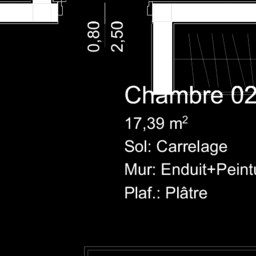 0,80
2,50
Chambre 02
17,39 m²
Sol: Carrelage
Mur: Enduit+Peintu
Plaf.: Plâtre